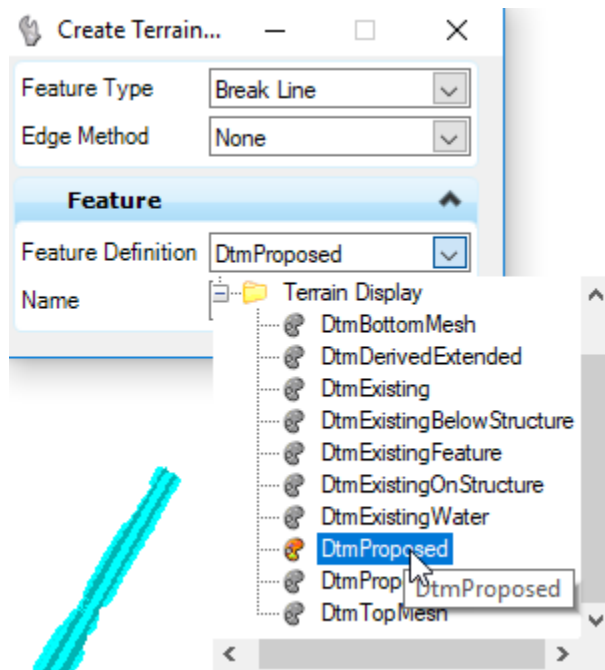 Create Terrain...
Feature Type Break Line
Edge Method None
Feature
Feature Definition DtmProposed
Name
Terrain Display
DtmBottomMesh
DtmDerivedExtended
DtmExisting
DtmExistingBelowStructure
DtmExistingFeature
DtmExistingOnStructure
DtmExistingWater
DtmProposed
DtmProp
DtmProposed
DtmTopMesh